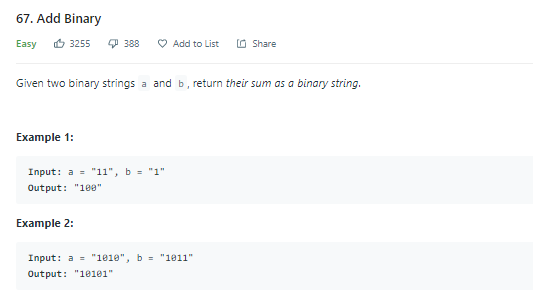 67. Add Binary
Easy 3255 388 Add to List Share
Given two binary strings a and b, return their sum as a binary string.
Example 1:
Input: a = "11", b = "1"
Output: "100"
Example 2:
Input: a = "1010", b = "1011"
Output: "10101"